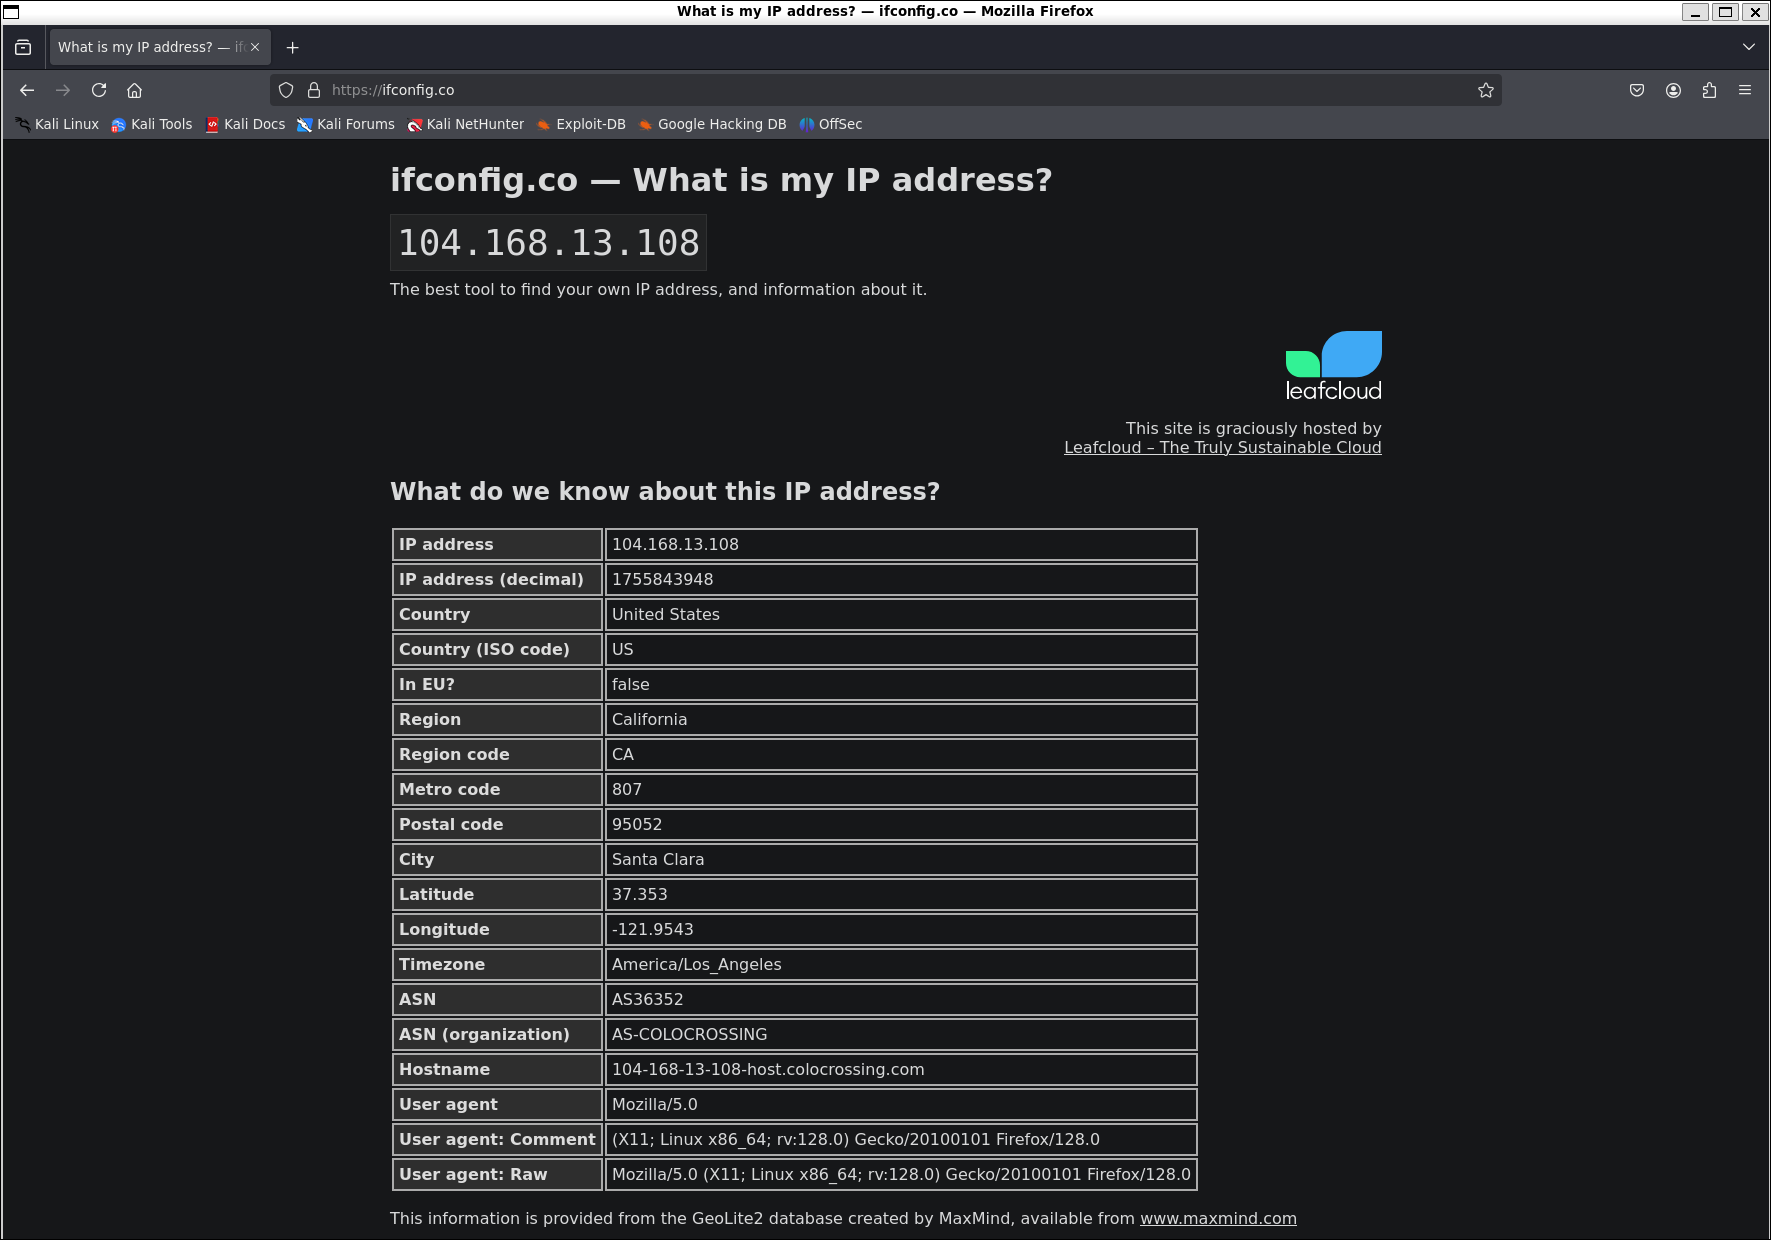 What is my IP address? — ifconfig.co — Mozilla Firefox
What is my IP address? — if
https://ifconfig.co
Kali Linux Kali Tools Kali Docs Kali Forums Kali NetHunter Exploit-DB Google Hacking DB OffSec
ifconfig.co — What is my IP address?
104.168.13.108
The best tool to find your own IP address, and information about it.
leafcloud
This site is graciously hosted by
Leafcloud – The Truly Sustainable Cloud
What do we know about this IP address?
IP address 104.168.13.108
IP address (decimal) 1755843948
Country United States
Country (ISO code) US
In EU? false
Region California
Region code CA
Metro code 807
Postal code 95052
City Santa Clara
Latitude 37.353
Longitude -121.9543
Timezone America/Los_Angeles
ASN AS36352
ASN (organization) AS-COLOCROSSING
Hostname 104-168-13-108-host.colocrossing.com
User agent Mozilla/5.0
User agent: Comment (X11; Linux x86_64; rv:128.0) Gecko/20100101 Firefox/128.0
User agent: Raw Mozilla/5.0 (X11; Linux x86_64; rv:128.0) Gecko/20100101 Firefox/128.0
This information is provided from the GeoLite2 database created by MaxMind, available from www.maxmind.com